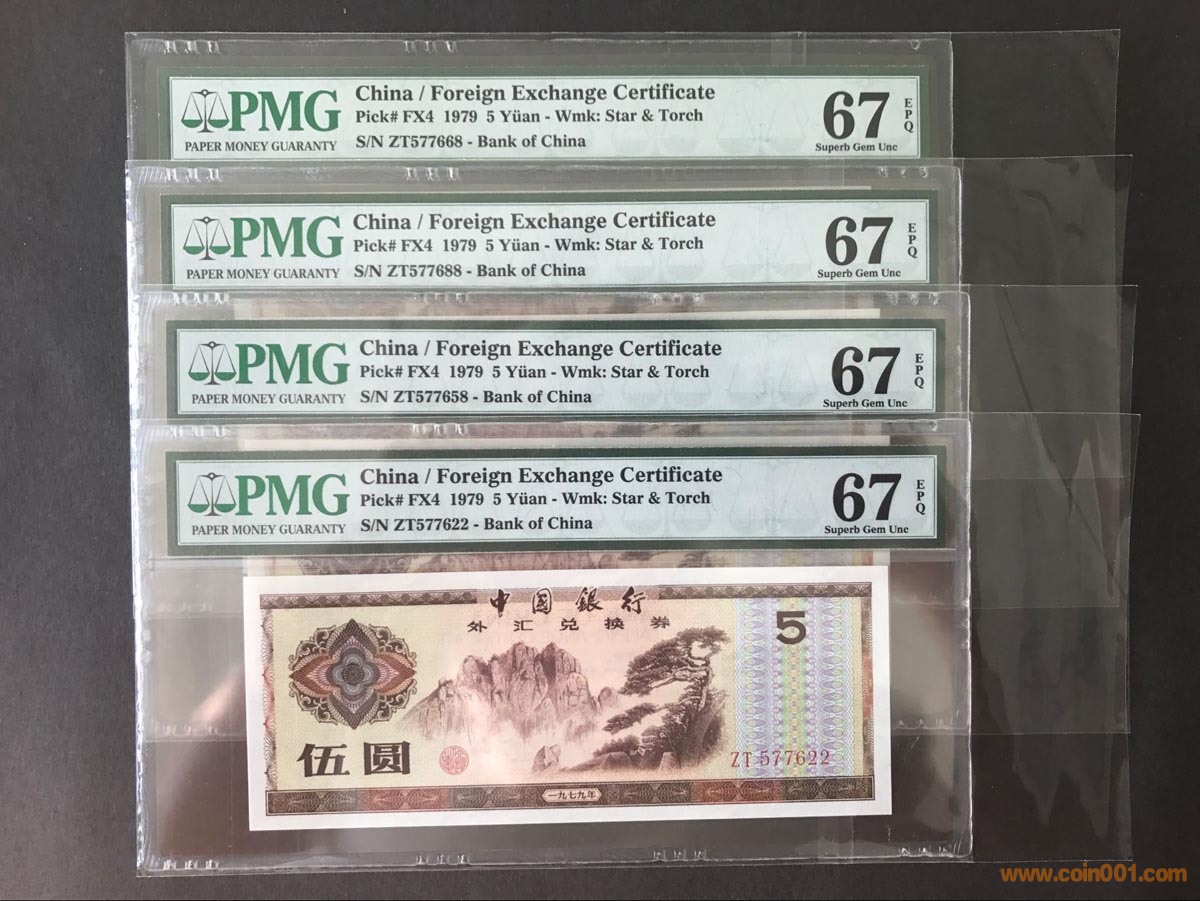 PMG
PAPER MONEY GUARANTY
China / Foreign Exchange Certificate
Pick# FX4 1979 5 Yüan - Wmk: Star & Torch
S/N ZT577668 - Bank of China
67
EPQ
Superb Gem Unc
PMG
PAPER MONEY GUARANTY
China / Foreign Exchange Certificate
Pick# FX4 1979 5 Yüan - Wmk: Star & Torch
S/N ZT577688 - Bank of China
67
EPQ
Superb Gem Unc
PMG
PAPER MONEY GUARANTY
China / Foreign Exchange Certificate
Pick# FX4 1979 5 Yüan - Wmk: Star & Torch
S/N ZT577658 - Bank of China
67
EPQ
Superb Gem Unc
PMG
PAPER MONEY GUARANTY
China / Foreign Exchange Certificate
Pick# FX4 1979 5 Yüan - Wmk: Star & Torch
S/N ZT577622 - Bank of China
67
EPQ
Superb Gem Unc
中國銀行
外汇兑换券
5
伍圆
ZT 577622
一九七九年
www.coin001.com